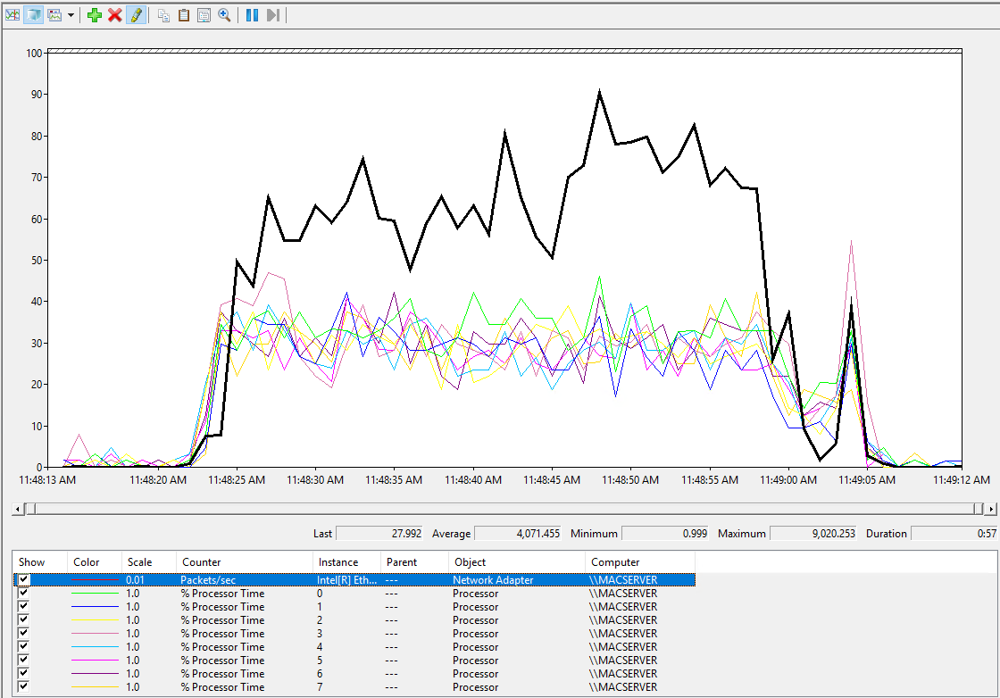 100
90
80
70
60
50
40
30
20
10
0
11:48:13 AM 11:48:20 AM 11:48:25 AM 11:48:30 AM 11:48:35 AM 11:48:40 AM 11:48:45 AM 11:48:50 AM 11:48:55 AM 11:49:00 AM 11:49:05 AM 11:49:12 AM
Last 27.992 Average 4,071.455 Minimum 0.999 Maximum 9,020.253 Duration 0:57
Show Color Scale Counter Instance Parent Object Computer
0.01 Packets/sec Intel[R] Eth... --- Network Adapter \\MACSERVER
1.0 % Processor Time 0 --- Processor \\MACSERVER
1.0 % Processor Time 1 --- Processor \\MACSERVER
1.0 % Processor Time 2 --- Processor \\MACSERVER
1.0 % Processor Time 3 --- Processor \\MACSERVER
1.0 % Processor Time 4 --- Processor \\MACSERVER
1.0 % Processor Time 5 --- Processor \\MACSERVER
1.0 % Processor Time 6 --- Processor \\MACSERVER
1.0 % Processor Time 7 --- Processor \\MACSERVER